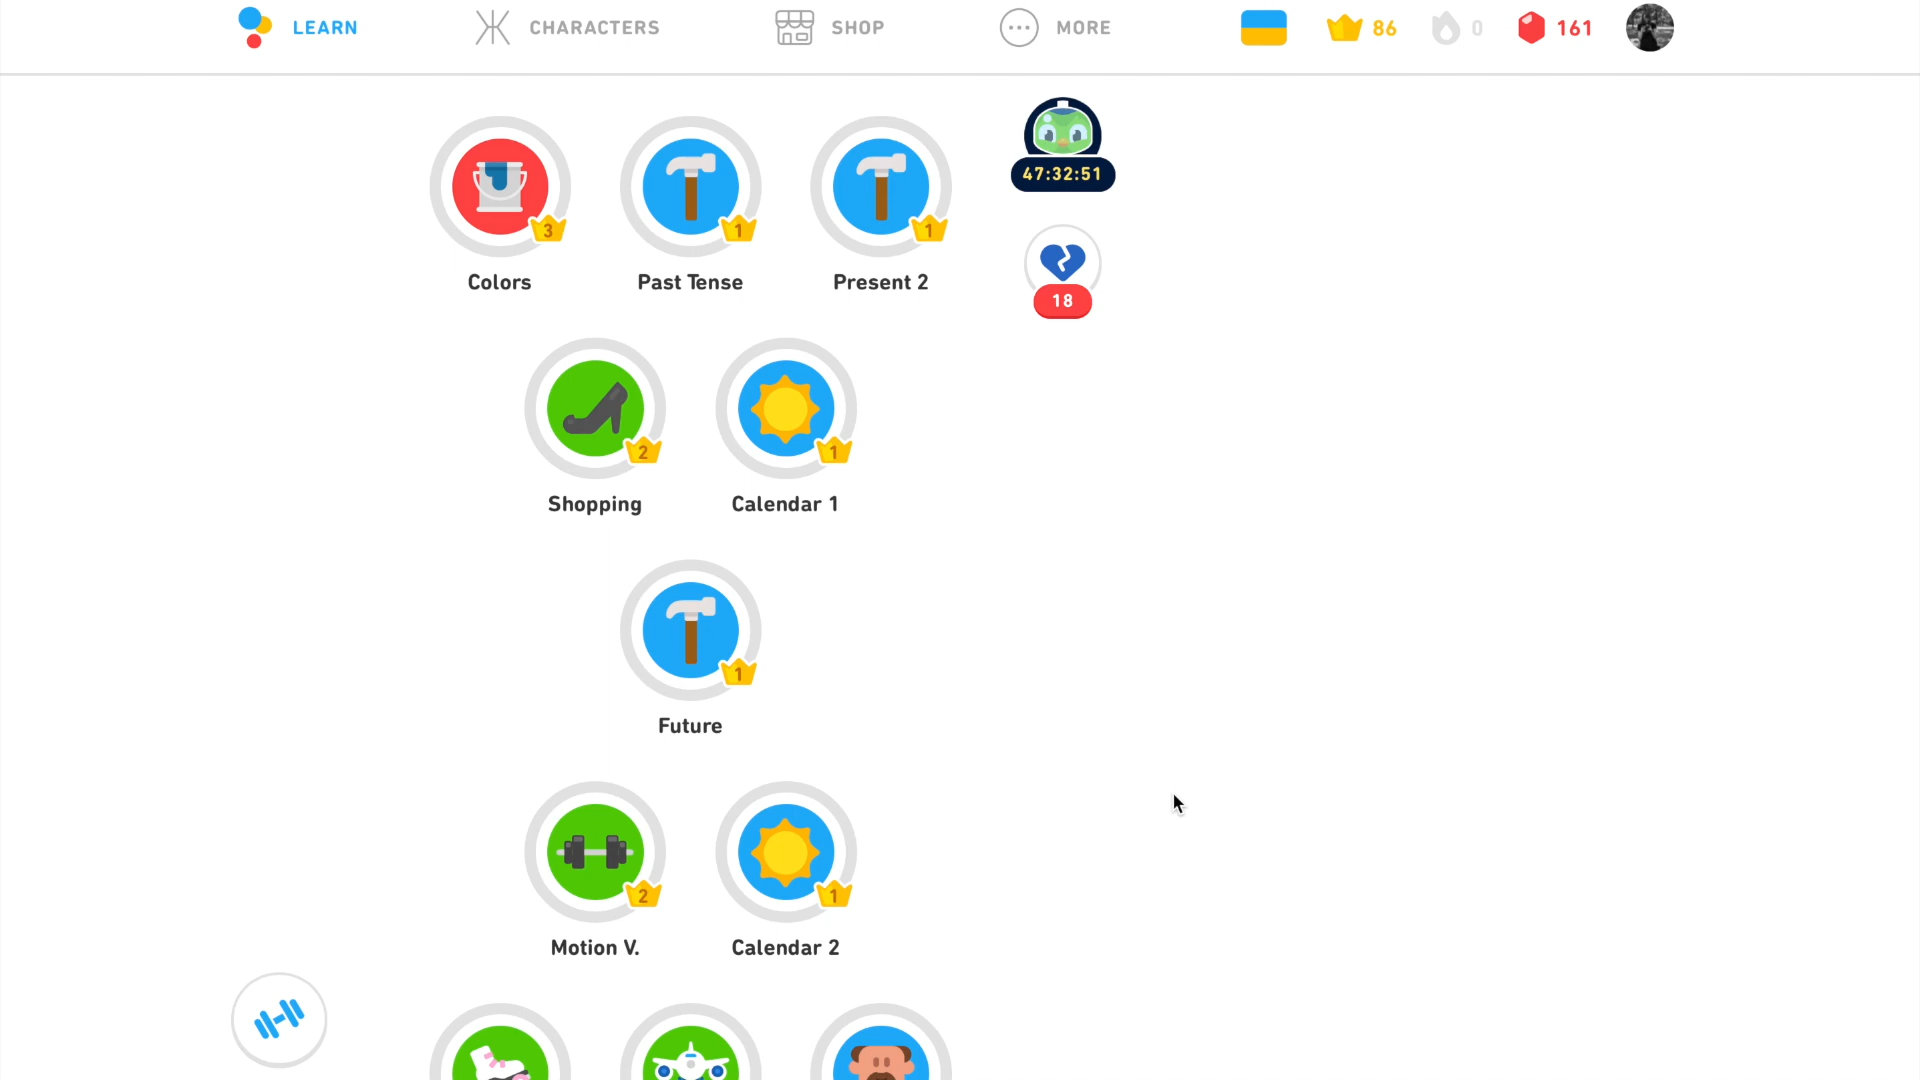 LEARN CHARACTERS SHOP MORE 86 0 161
47:32:51
3 1 1
Colors Past Tense Present 2
18
2 1
Shopping Calendar 1
1
Future
2 1
Motion V. Calendar 2